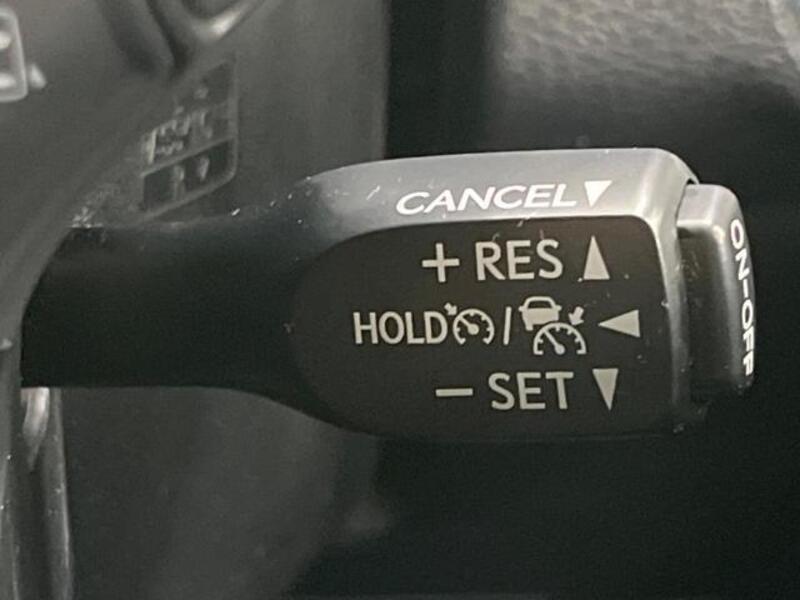 CANCEL▼
+ RES ▲
HOLD / ◀
− SET ▼
ON-OFF